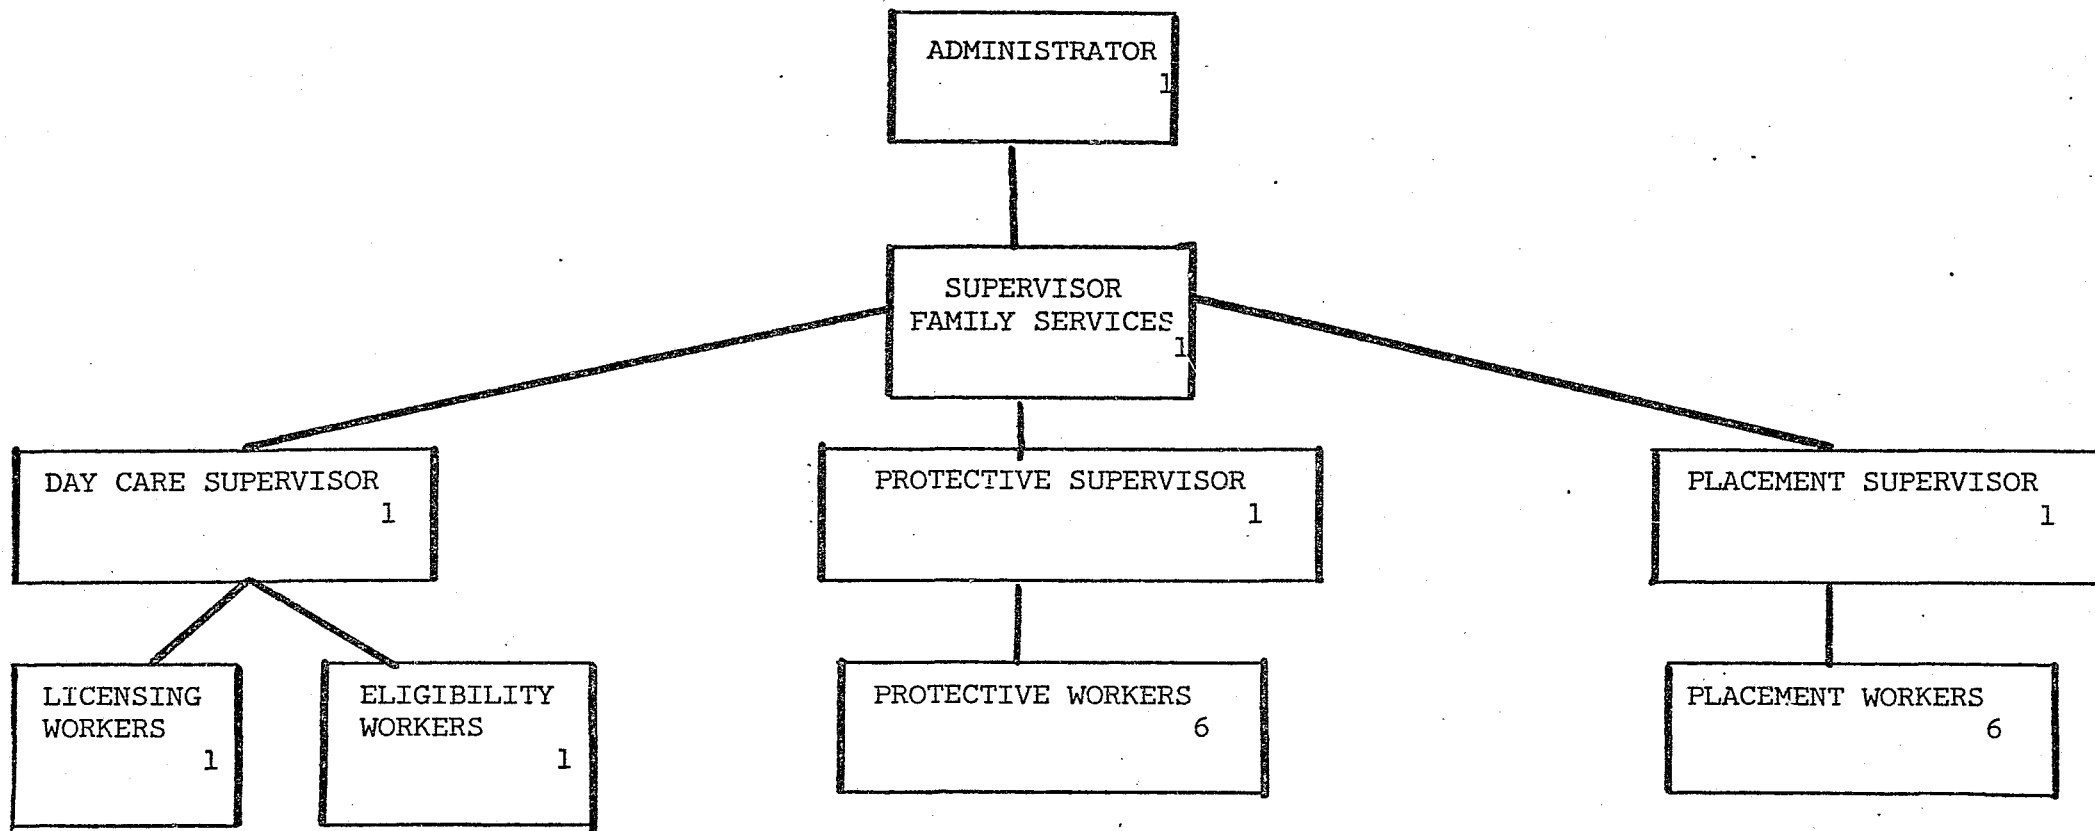 ADMINISTRATOR
1
SUPERVISOR
FAMILY SERVICES
1
DAY CARE SUPERVISOR
1
PROTECTIVE SUPERVISOR
1
PLACEMENT SUPERVISOR
1
LICENSING
WORKERS
1
ELIGIBILITY
WORKERS
1
PROTECTIVE WORKERS
6
PLACEMENT WORKERS
6